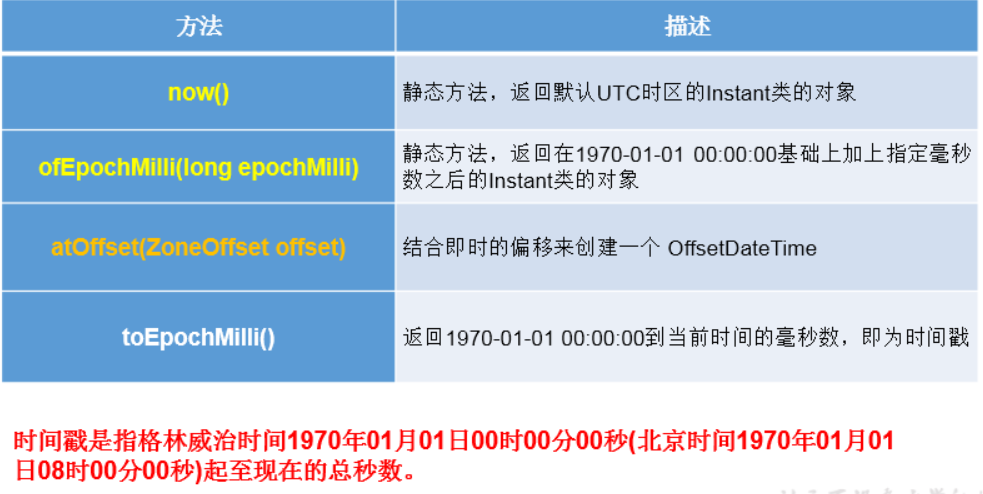 方法
描述
now()
静态方法，返回默认UTC时区的Instant类的对象
ofEpochMilli(long epochMilli)
静态方法，返回在1970-01-01 00:00:00基础上加上指定毫秒
数之后的Instant类的对象
atOffset(ZoneOffset offset)
结合即时的偏移来创建一个 OffsetDateTime
toEpochMilli()
返回1970-01-01 00:00:00到当前时间的毫秒数，即为时间戳
时间戳是指格林威治时间1970年01月01日00时00分00秒(北京时间1970年01月01
日08时00分00秒)起至现在的总秒数。